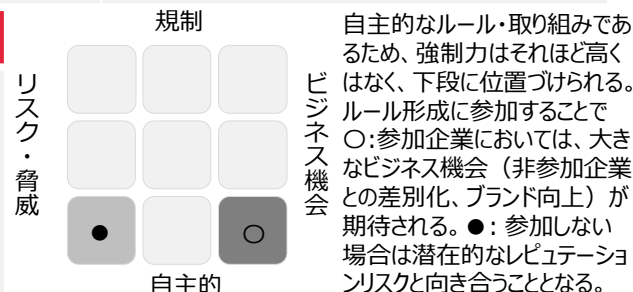 規制
リスク・脅威
●
○
ビジネス機会
自主的
自主的なルール・取り組みであ
るため、強制力はそれほど高く
はなく、下段に位置づけられる。
ルール形成に参加することで
○:参加企業においては、大き
なビジネス機会（非参加企業
との差別化、ブランド向上）が
期待される。●：参加しない
場合は潜在的なレピュテーショ
ンリスクと向き合うこととなる。